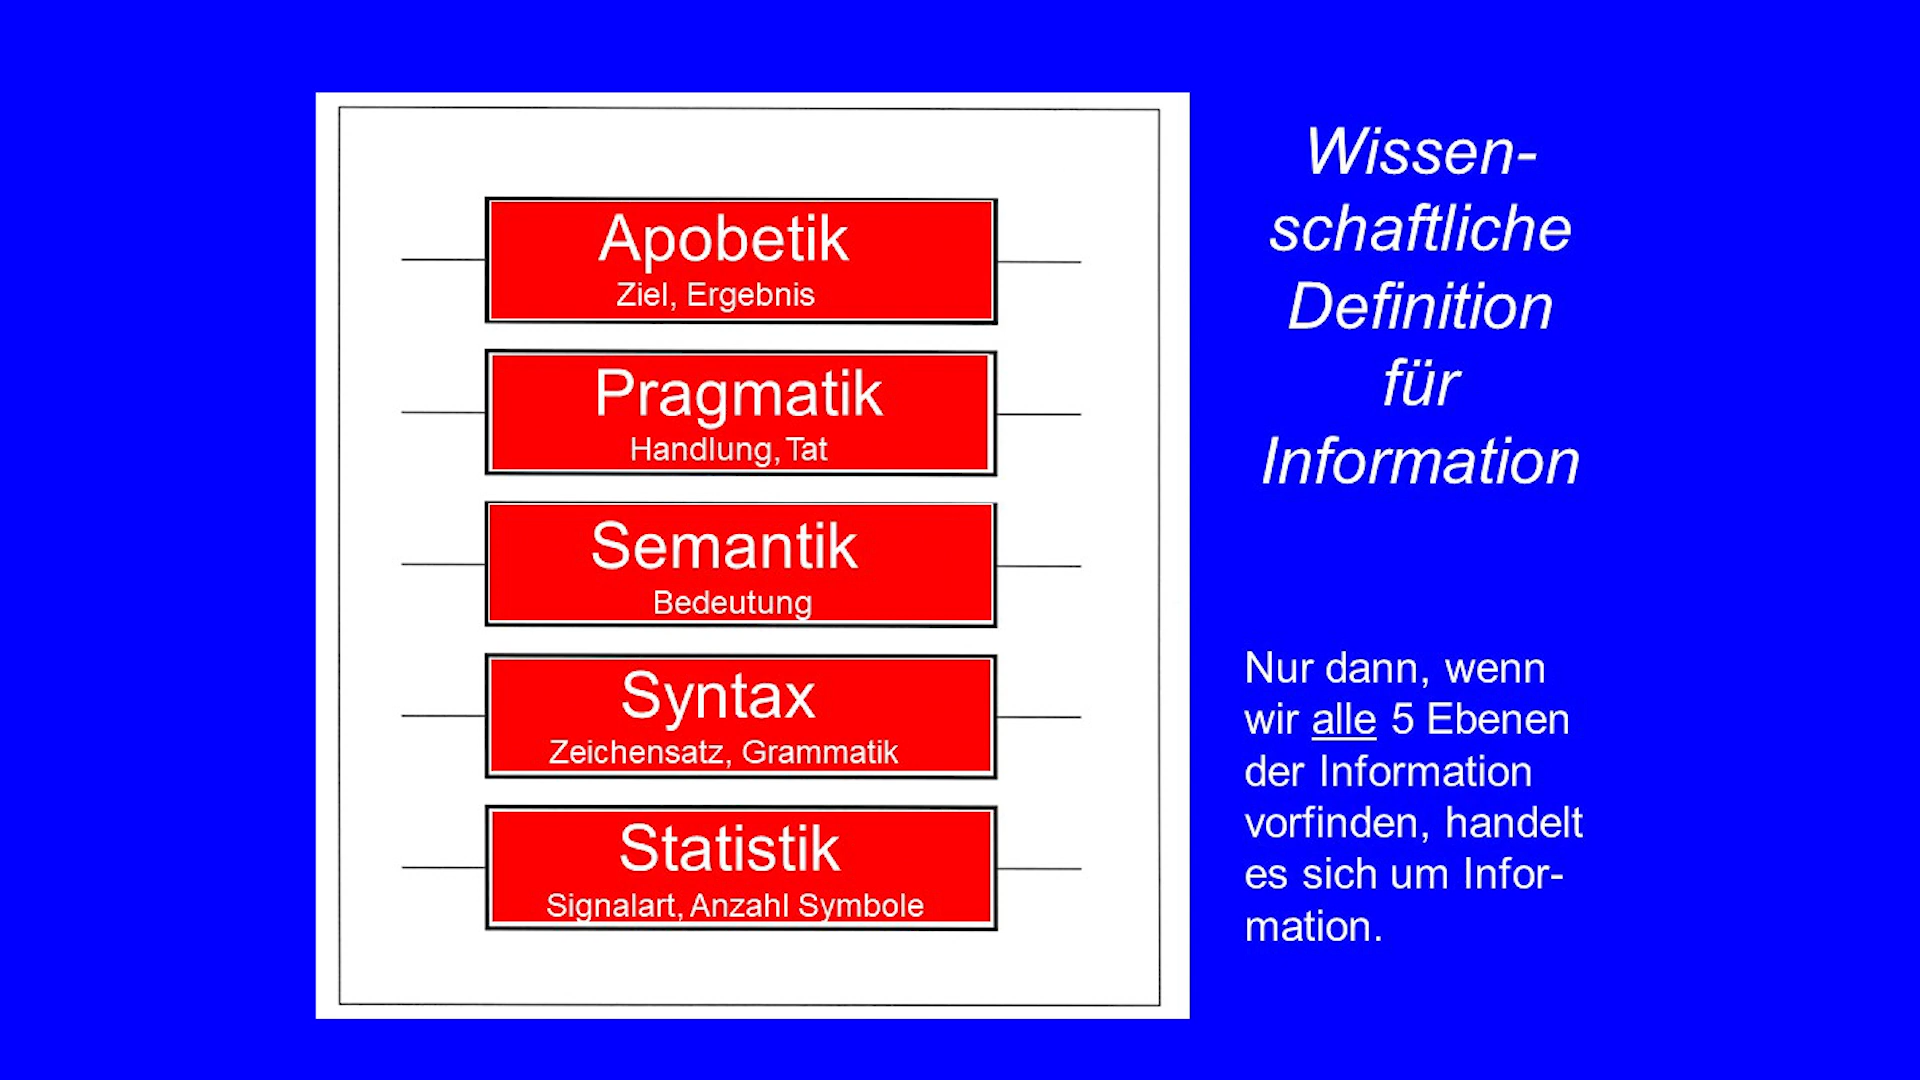 Apobetik
Ziel, Ergebnis
Pragmatik
Handlung, Tat
Semantik
Bedeutung
Syntax
Zeichensatz, Grammatik
Statistik
Signalart, Anzahl Symbole
Wissen-
schaftliche
Definition
für
Information
Nur dann, wenn
wir alle 5 Ebenen
der Information
vorfinden, handelt
es sich um Infor-
mation.